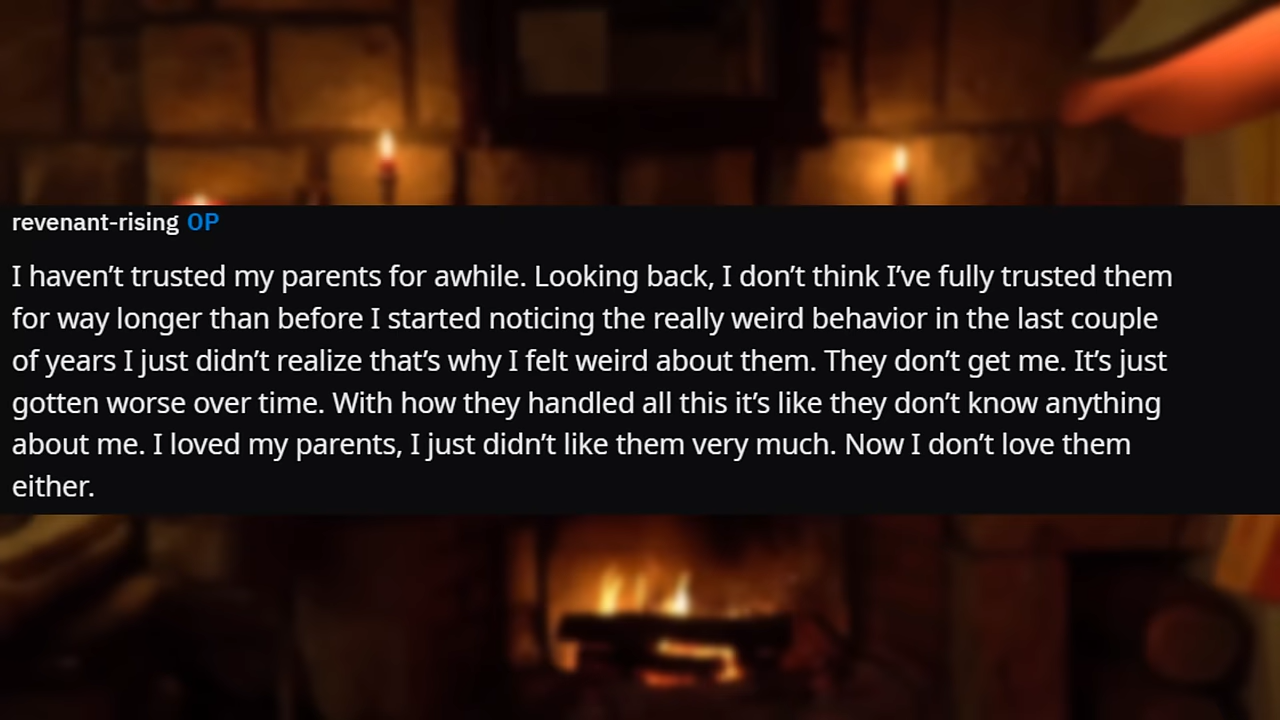 revenant-rising OP
I haven’t trusted my parents for awhile. Looking back, I don’t think I’ve fully trusted them
for way longer than before I started noticing the really weird behavior in the last couple
of years I just didn’t realize that’s why I felt weird about them. They don’t get me. It’s just
gotten worse over time. With how they handled all this it’s like they don’t know anything
about me. I loved my parents, I just didn’t like them very much. Now I don’t love them
either.